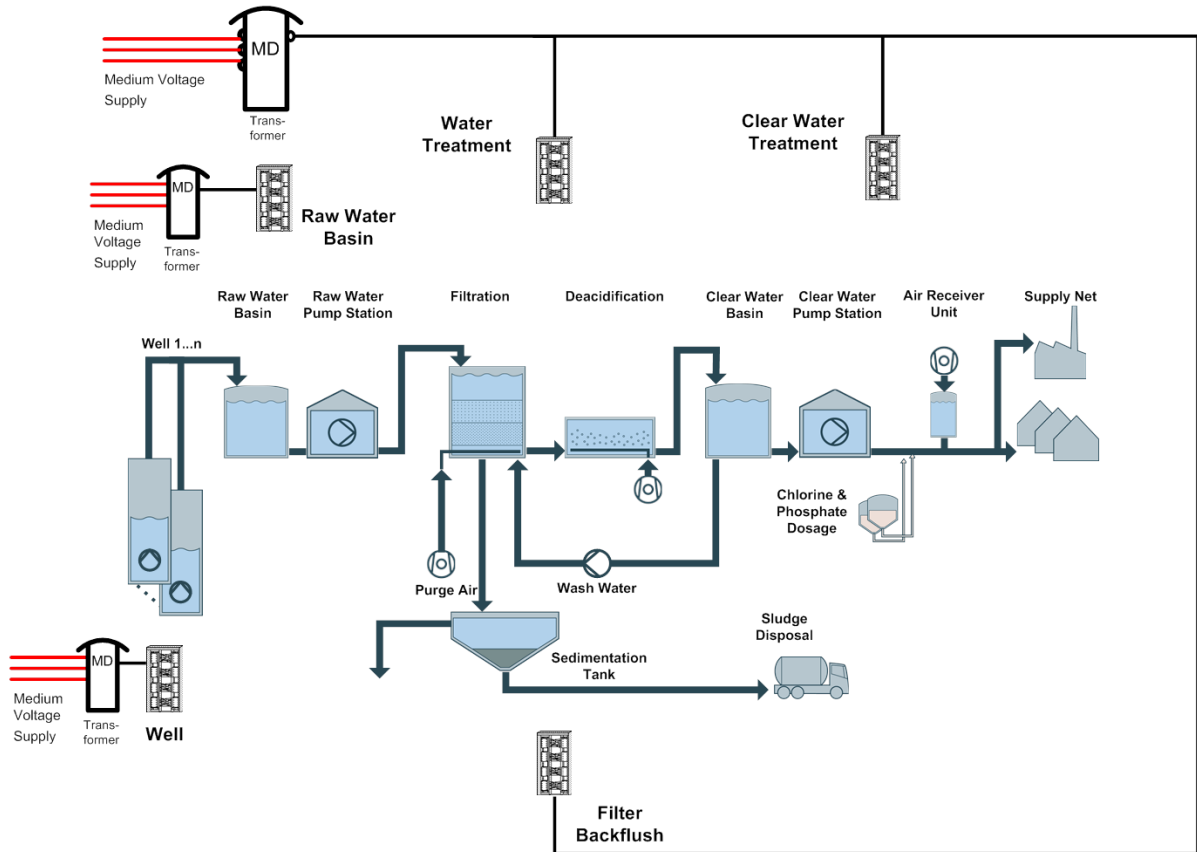 MD
Medium Voltage
Supply
Trans-
former
Water
Treatment
Clear Water
Treatment
MD
Medium
Voltage
Supply
Trans-
former
Raw Water
Basin
Raw Water
Basin
Raw Water
Pump Station
Filtration
Deacidification
Clear Water
Basin
Clear Water
Pump Station
Air Receiver
Unit
Supply Net
Well 1...n
Chlorine &
Phosphate
Dosage
Purge Air
Wash Water
Sludge
Disposal
Sedimentation
Tank
MD
Medium
Voltage
Supply
Trans-
former
Well
Filter
Backflush